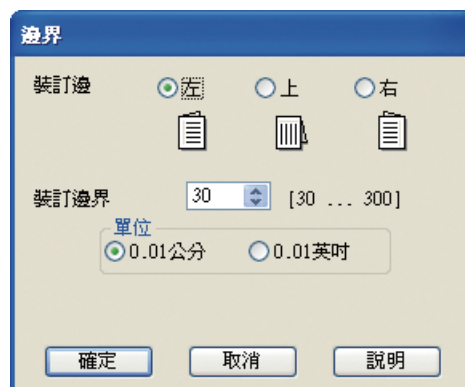 邊界
裝訂邊 左 上 右
裝訂邊界 30 [30 ... 300]
單位
0.01公分 0.01英吋
確定 取消 說明